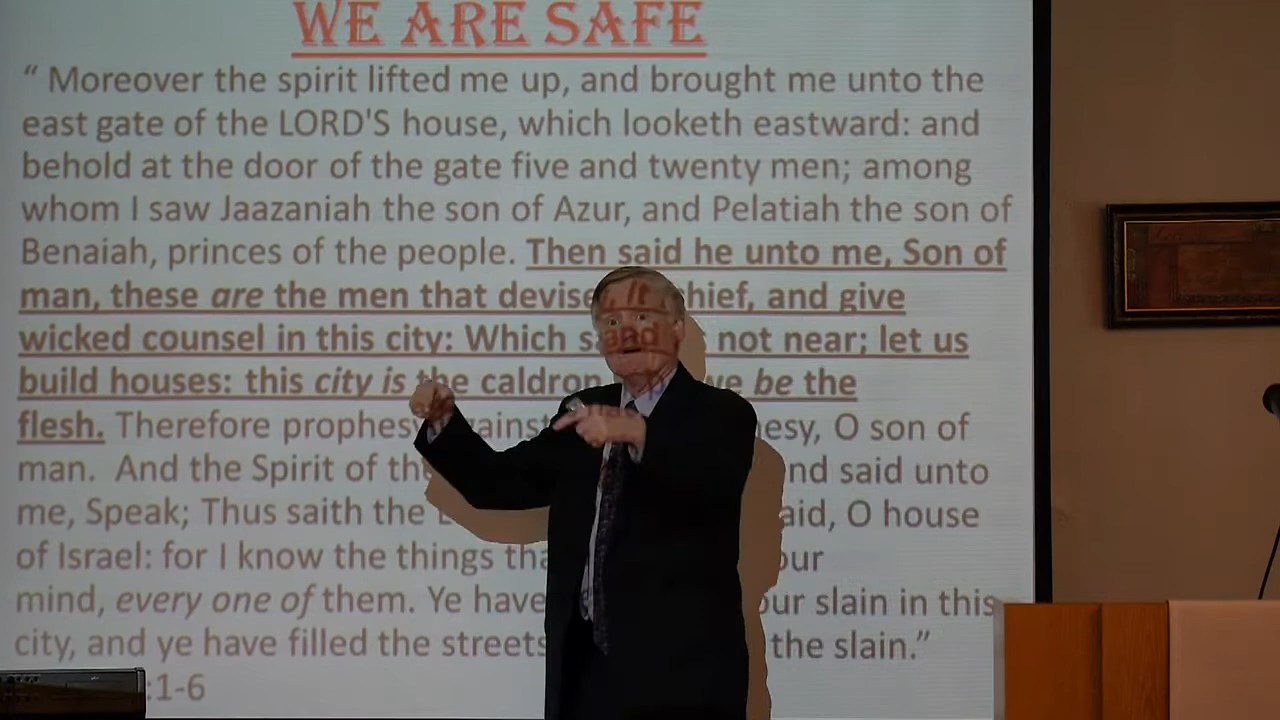 WE ARE SAFE
“ Moreover the spirit lifted me up, and brought me unto the
east gate of the LORD'S house, which looketh eastward: and
behold at the door of the gate five and twenty men; among
whom I saw Jaazaniah the son of Azur, and Pelatiah the son of
Benaiah, princes of the people. Then said he unto me, Son of
man, these are the men that devise and give
wicked counsel in this city: Which not near; let us
build houses: this city is the caldron we be the
flesh. Therefore prophesy O son of
man. And the Spirit of and said unto
me, Speak; Thus saith the O house
of Israel: for I know the things
mind, every one of them. Ye have slain in this
city, and ye have filled the streets the slain.”
:1-6